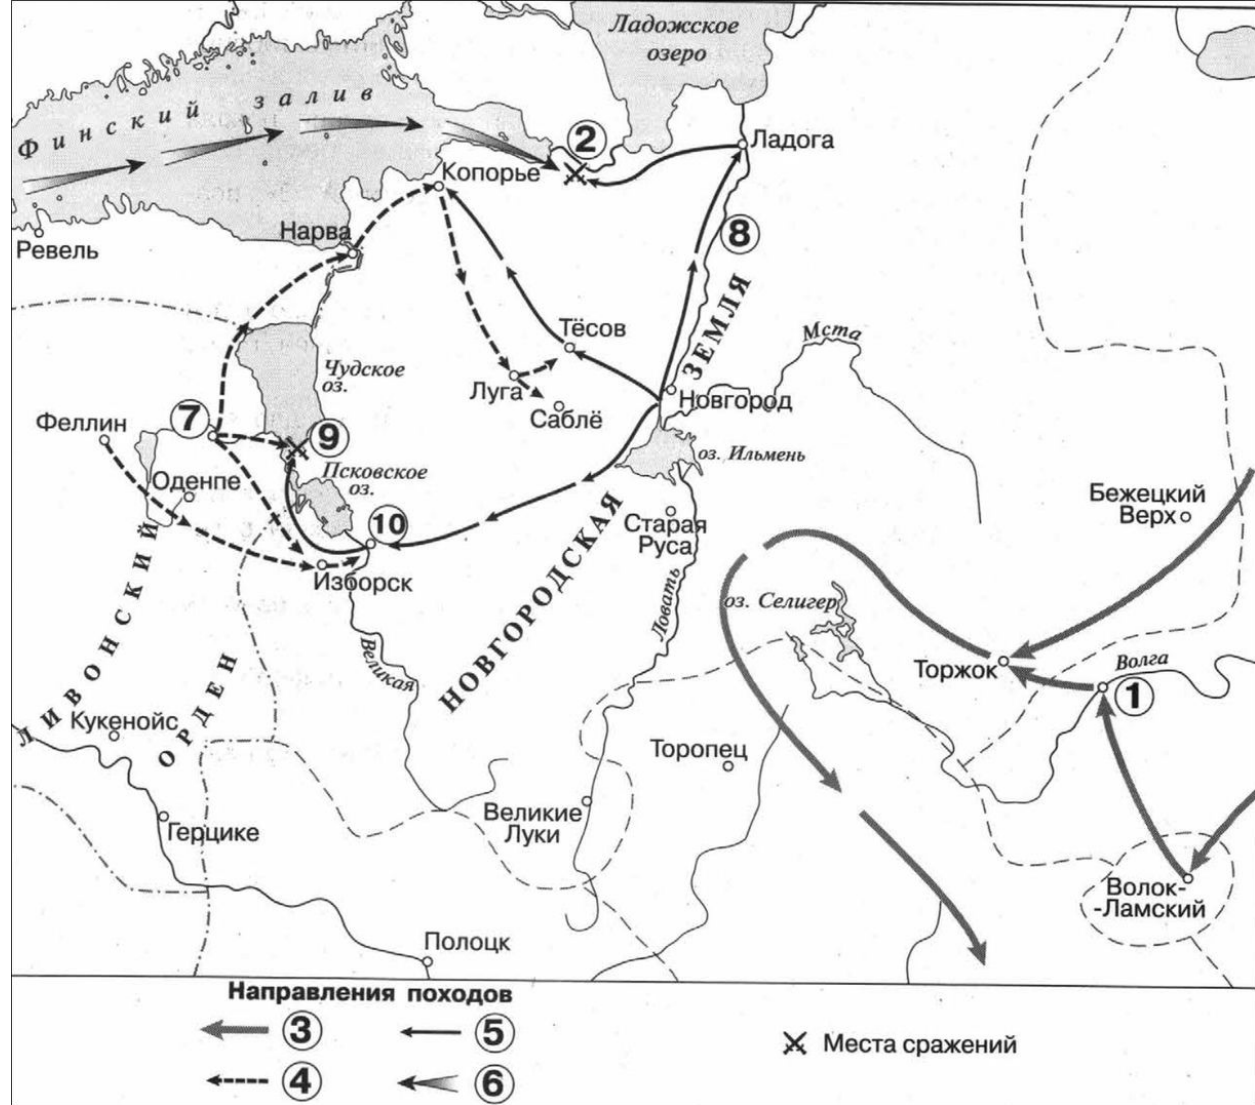 Ладожское
озеро
Финский залив
2
Ладога
Копорье
8
Нарва
Ревель
ЗЕМЛЯ
Мста
Тёсов
Чудское
оз.
Луга
Новгород
Саблё
7
Феллин
9
оз. Ильмень
Псковское
оз.
Оденпе
Бежецкий
Верх
10
Старая
Руса
Изборск
НОВГОРОДСКАЯ
Ловать
оз. Селигер
Великая
Торжок
Волга
1
ЛИВОНСКИЙ
ОРДЕН
Кукенойс
Торопец
Великие
Луки
Герцике
Волок-
-Ламский
Полоцк
Направления походов
3
5
4
6
Места сражений